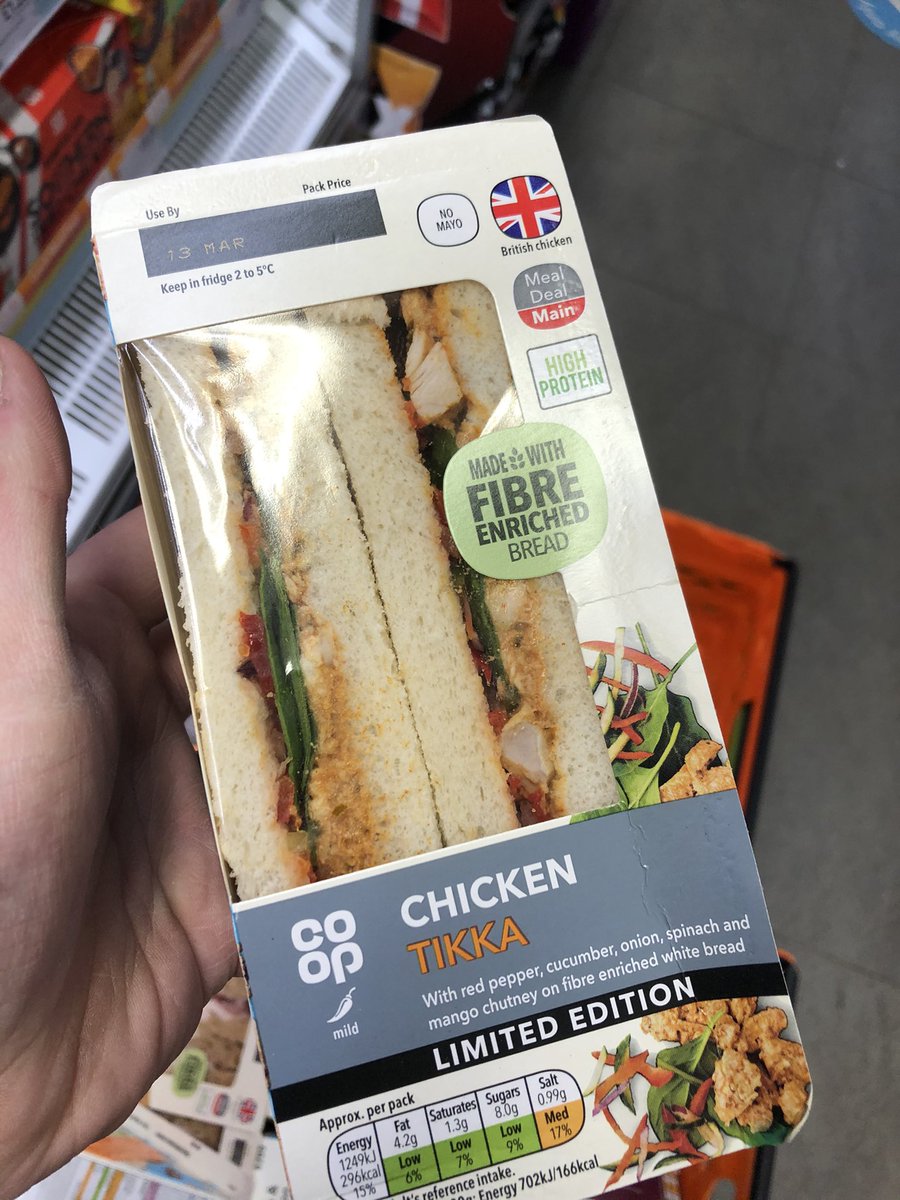 Use By
Pack Price
13 MAR
Keep in fridge 2 to 5°C
NO
MAYO
British chicken
Meal
Deal
Main
HIGH
PROTEIN
MADE WITH
FIBRE
ENRICHED
BREAD
CO
OP
mild
CHICKEN
TIKKA
With red pepper, cucumber, onion, spinach and
mango chutney on fibre enriched white bread
LIMITED EDITION
Approx. per pack
Energy
1249kJ
296kcal
15%
Fat
4.2g
Low
6%
Saturates
1.3g
Low
7%
Sugars
8.0g
Low
9%
Salt
0.99g
Med
17%
reference intake.
Energy 702kJ/166kcal